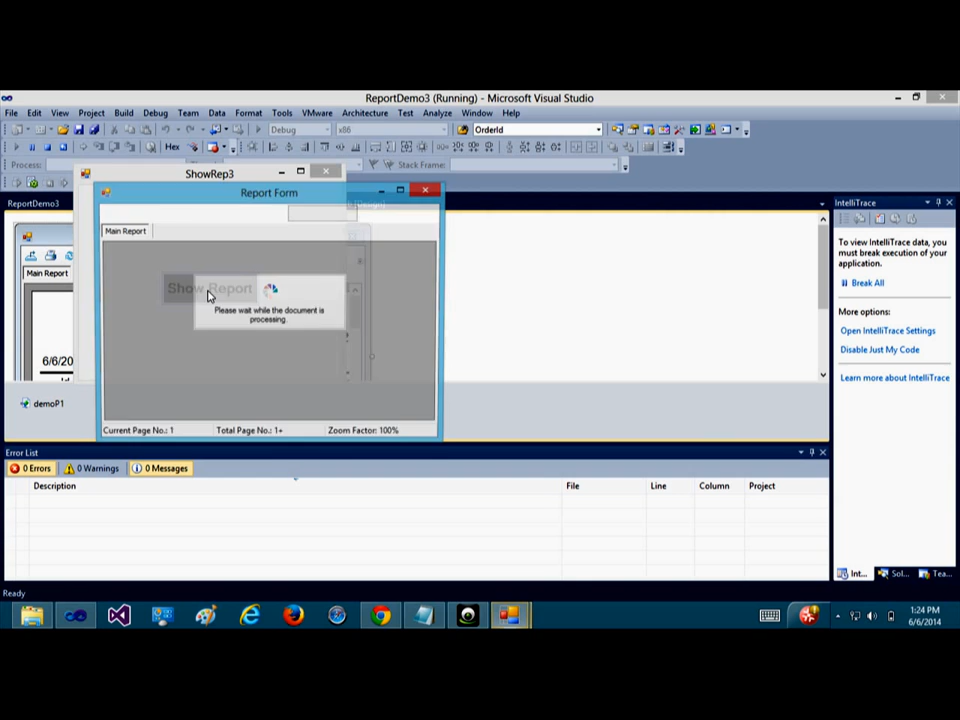 ReportDemo3 (Running) - Microsoft Visual Studio
File Edit View Project Build Debug Team Data Format Tools VMware Architecture Test Analyze Window Help
Debug x86 OrderId
Hex
Process: Stack Frame:
ShowRep3
Report Form
ReportDemo3
Main Report
Main Report
Show Report
Please wait while the document is
processing.
6/6/20
Current Page No.: 1 Total Page No.: 1+ Zoom Factor: 100%
demoP1
IntelliTrace
To view IntelliTrace data, you
must break execution of your
application.
Break All
More options:
Open IntelliTrace Settings
Disable Just My Code
Learn more about IntelliTrace
Error List
0 Errors 0 Warnings 0 Messages
Description File Line Column Project
Int... Sol... Tea...
Ready
1:24 PM
6/6/2014